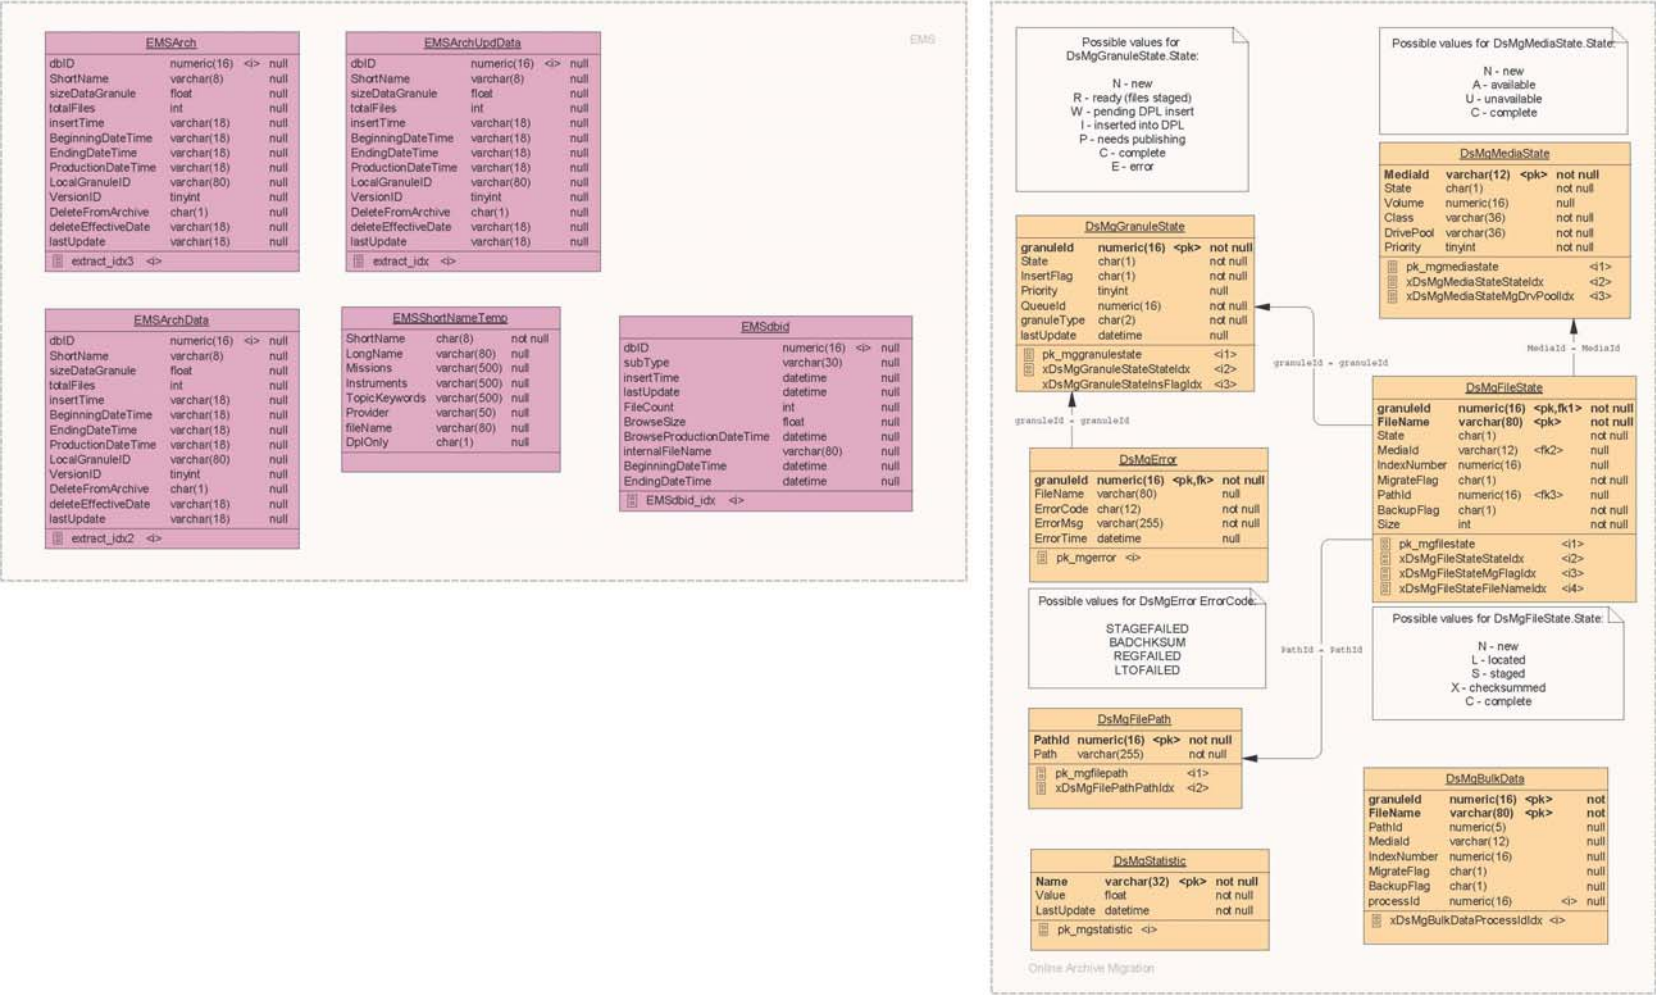 EMS
EMSArch
dbID numeric(16) <i> null
ShortName varchar(8) null
sizeDataGranule float null
totalFiles int null
insertTime varchar(18) null
BeginningDateTime varchar(18) null
EndingDateTime varchar(18) null
ProductionDateTime varchar(18) null
LocalGranuleID varchar(80) null
VersionID tinyint null
DeleteFromArchive char(1) null
deleteEffectiveDate varchar(18) null
lastUpdate varchar(18) null
extract_idx3 <i>
EMSArchUpdData
dbID numeric(16) <i> null
ShortName varchar(8) null
sizeDataGranule float null
totalFiles int null
insertTime varchar(18) null
BeginningDateTime varchar(18) null
EndingDateTime varchar(18) null
ProductionDateTime varchar(18) null
LocalGranuleID varchar(80) null
VersionID tinyint null
DeleteFromArchive char(1) null
deleteEffectiveDate varchar(18) null
lastUpdate varchar(18) null
extract_idx <i>
EMSArchData
dbID numeric(16) <i> null
ShortName varchar(8) null
sizeDataGranule float null
totalFiles int null
insertTime varchar(18) null
BeginningDateTime varchar(18) null
EndingDateTime varchar(18) null
ProductionDateTime varchar(18) null
LocalGranuleID varchar(80) null
VersionID tinyint null
DeleteFromArchive char(1) null
deleteEffectiveDate varchar(18) null
lastUpdate varchar(18) null
extract_idx2 <i>
EMSShortNameTemp
ShortName char(8) not null
LongName varchar(80) null
Missions varchar(500) null
Instruments varchar(500) null
TopicKeywords varchar(500) null
Provider varchar(50) null
fileName varchar(80) null
DplOnly char(1) null
EMSdbid
dbID numeric(16) <i> null
subType varchar(30) null
insertTime datetime null
lastUpdate datetime null
FileCount int null
BrowseSize float null
BrowseProductionDateTime datetime null
internalFileName varchar(80) null
BeginningDateTime datetime null
EndingDateTime datetime null
EMSdbid_idx <i>
Possible values for
DsMgGranuleState.State:
N - new
R - ready (files staged)
W - pending DPL insert
I - inserted into DPL
P - needs publishing
C - complete
E - error
Possible values for DsMgMediaState.State:
N - new
A - available
U - unavailable
C - complete
DsMgMediaState
MediaId varchar(12) <pk> not null
State char(1) not null
Volume numeric(16) null
Class varchar(36) not null
DrivePool varchar(36) not null
Priority tinyint not null
pk_mgmediastate <i1>
xDsMgMediaStateStateIdx <i2>
xDsMgMediaStateMgDrvPoolIdx <i3>
DsMgGranuleState
granuleId numeric(16) <pk> not null
State char(1) not null
InsertFlag char(1) not null
Priority tinyint null
QueueId numeric(16) not null
granuleType char(2) not null
lastUpdate datetime null
pk_mggranulestate <i1>
xDsMgGranuleStateStateIdx <i2>
xDsMgGranuleStateInsFlagIdx <i3>
MediaId = MediaId
granuleId = granuleId
granuleId = granuleId
DsMgFileState
granuleId numeric(16) <pk,fk1> not null
FileName varchar(80) <pk> not null
State char(1) not null
MediaId varchar(12) <fk2> null
IndexNumber numeric(16) null
MigrateFlag char(1) not null
PathId numeric(16) <fk3> null
BackupFlag char(1) not null
Size int not null
pk_mgfilestate <i1>
xDsMgFileStateStateIdx <i2>
xDsMgFileStateMgFlagIdx <i3>
xDsMgFileStateFileNameIdx <i4>
DsMgError
granuleId numeric(16) <pk,fk> not null
FileName varchar(80) null
ErrorCode char(12) not null
ErrorMsg varchar(255) not null
ErrorTime datetime null
pk_mgerror <i>
Possible values for DsMgError ErrorCode:
STAGEFAILED
BADCHKSUM
REGFAILED
LTOFAILED
Possible values for DsMgFileState.State:
N - new
L - located
S - staged
X - checksummed
C - complete
PathId = PathId
DsMgFilePath
PathId numeric(16) <pk> not null
Path varchar(255) not null
pk_mgfilepath <i1>
xDsMgFilePathPathIdx <i2>
DsMgBulkData
granuleId numeric(16) <pk> not
FileName varchar(80) <pk> not
PathId numeric(5) null
MediaId varchar(12) null
IndexNumber numeric(16) null
MigrateFlag char(1) null
BackupFlag char(1) null
processId numeric(16) <i> null
xDsMgBulkDataProcessIdIdx <i>
DsMgStatistic
Name varchar(32) <pk> not null
Value float not null
LastUpdate datetime not null
pk_mgstatistic <i>
Online Archive Migration